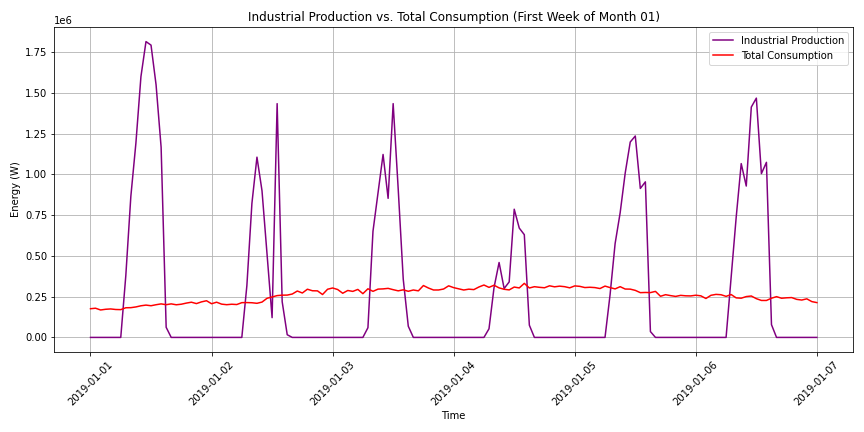 Industrial Production vs. Total Consumption (First Week of Month 01)
1e6
Industrial Production
Total Consumption
1.75
1.50
1.25
1.00
0.75
0.50
0.25
0.00
Energy (W)
2019-01-01
2019-01-02
2019-01-03
2019-01-04
2019-01-05
2019-01-06
2019-01-07
Time